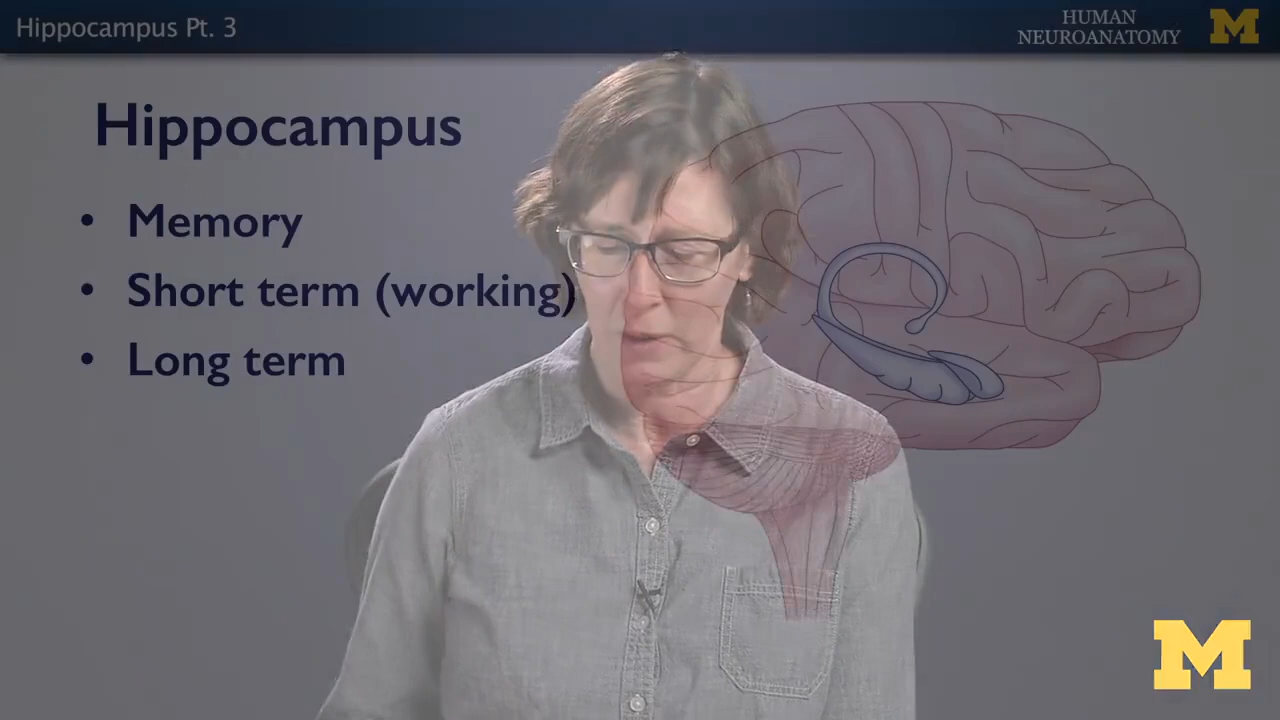 Hippocampus Pt. 3
HUMAN
NEUROANATOMY
M
Hippocampus
• Memory
• Short term (working)
• Long term
M